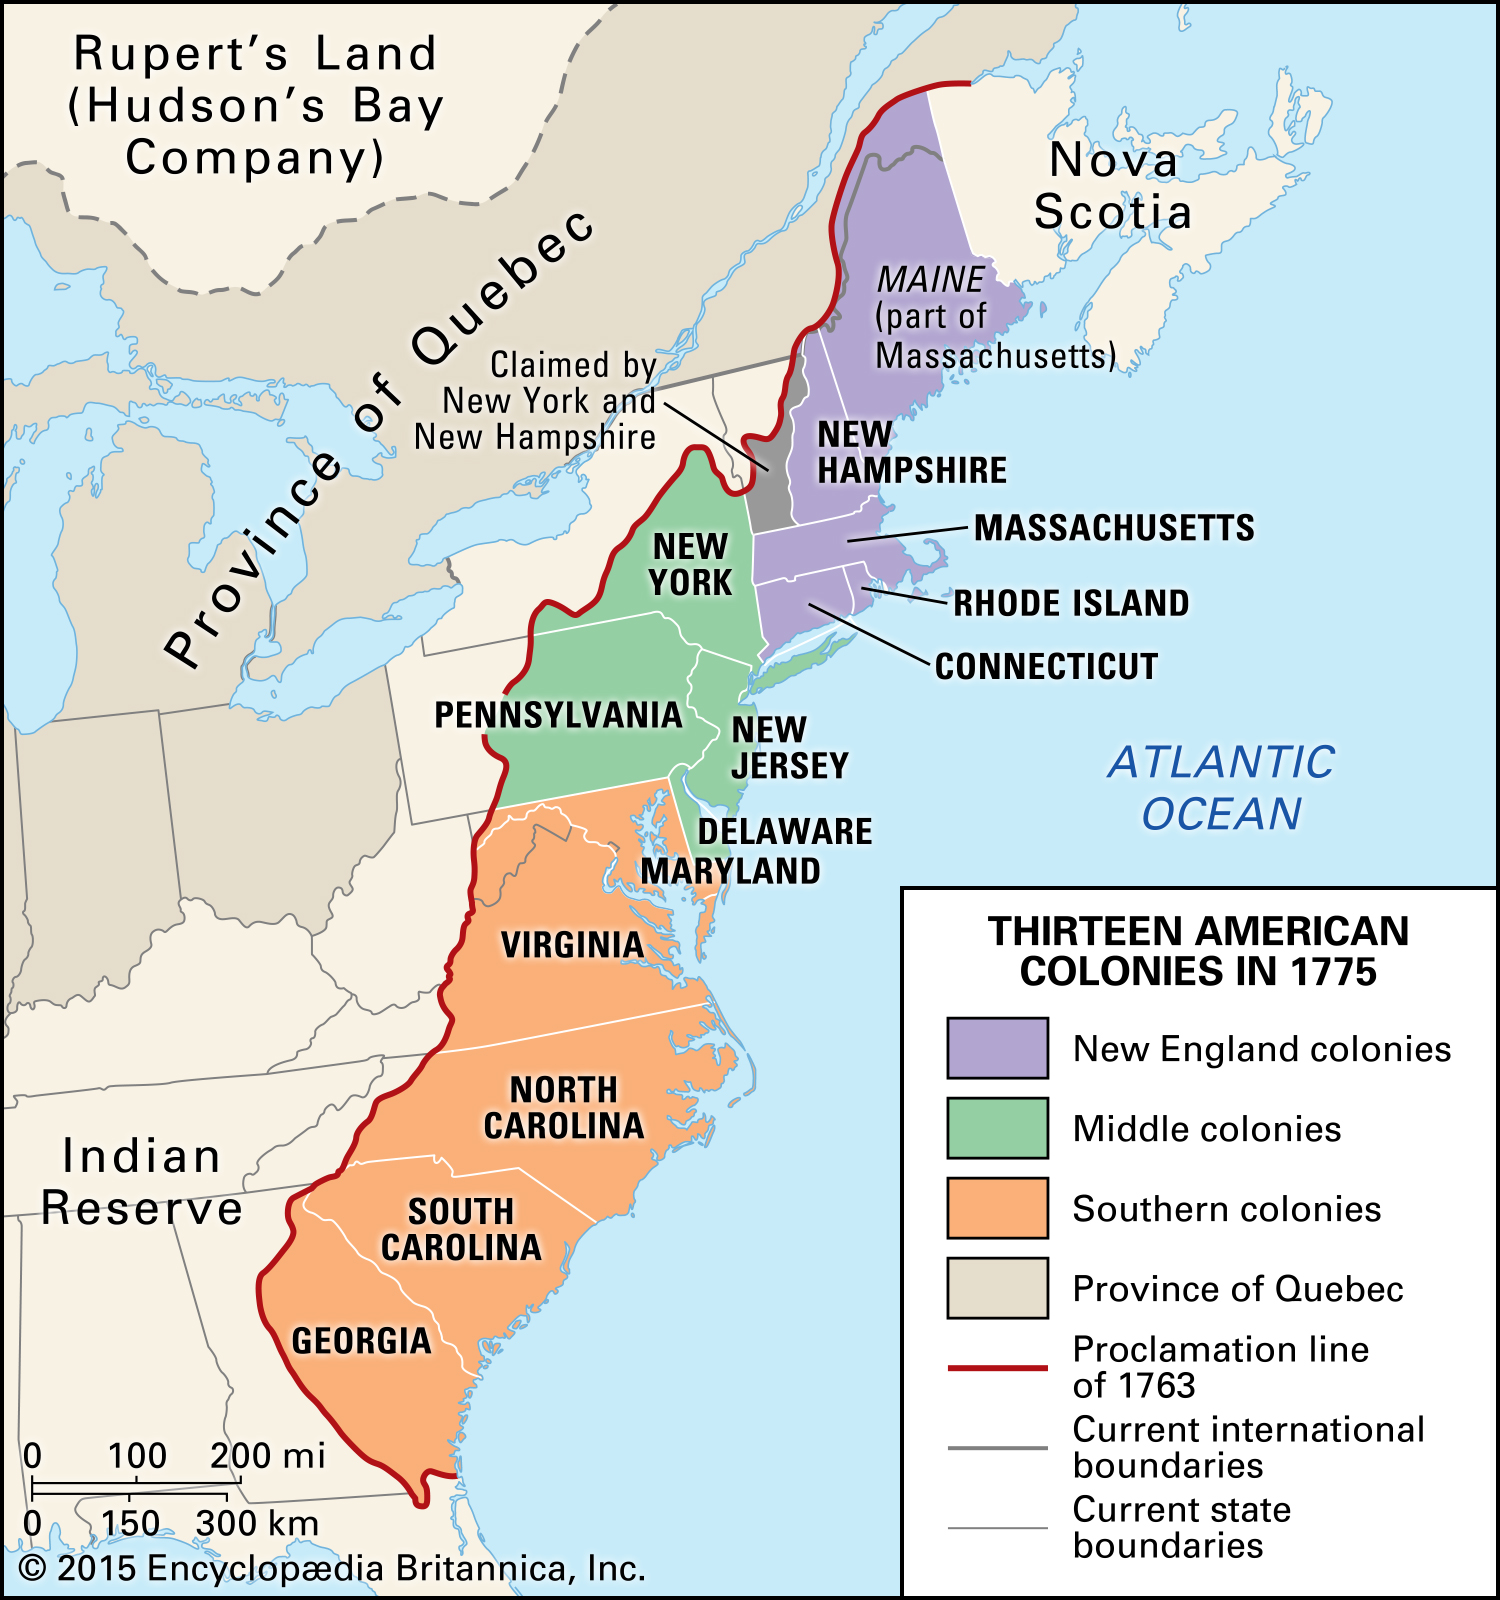 Rupert's Land
(Hudson's Bay
Company)
Nova
Scotia
Province of Quebec
MAINE
(part of
Massachusetts)
Claimed by
New York and
New Hampshire
NEW
HAMPSHIRE
MASSACHUSETTS
NEW
YORK
RHODE ISLAND
CONNECTICUT
PENNSYLVANIA
NEW
JERSEY
ATLANTIC
OCEAN
DELAWARE
MARYLAND
VIRGINIA
NORTH
CAROLINA
Indian
Reserve
SOUTH
CAROLINA
GEORGIA
0 100 200 mi
0 150 300 km
© 2015 Encyclopædia Britannica, Inc.
THIRTEEN AMERICAN
COLONIES IN 1775
New England colonies
Middle colonies
Southern colonies
Province of Quebec
Proclamation line
of 1763
Current international
boundaries
Current state
boundaries